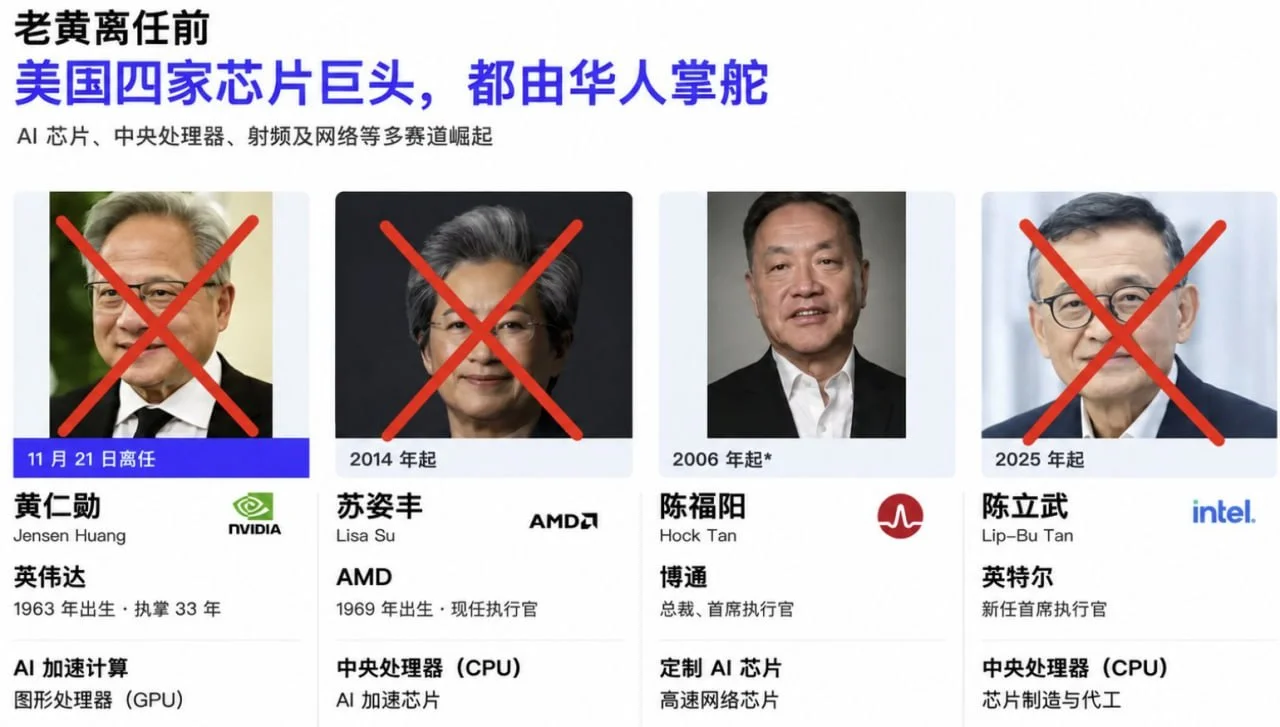 老黄离任前
美国四家芯片巨头，都由华人掌舵
AI 芯片、中央处理器、射频及网络等多赛道崛起
11 月 21 日离任
黄仁勋
Jensen Huang
NVIDIA
英伟达
1963 年出生 · 执掌 33 年
AI 加速计算
图形处理器（GPU）
2014 年起
苏姿丰
Lisa Su
AMD
AMD
1969 年出生 · 现任执行官
中央处理器（CPU）
AI 加速芯片
2006 年起*
陈福阳
Hock Tan
博通
总裁、首席执行官
定制 AI 芯片
高速网络芯片
2025 年起
陈立武
Lip-Bu Tan
intel.
英特尔
新任首席执行官
中央处理器（CPU）
芯片制造与代工